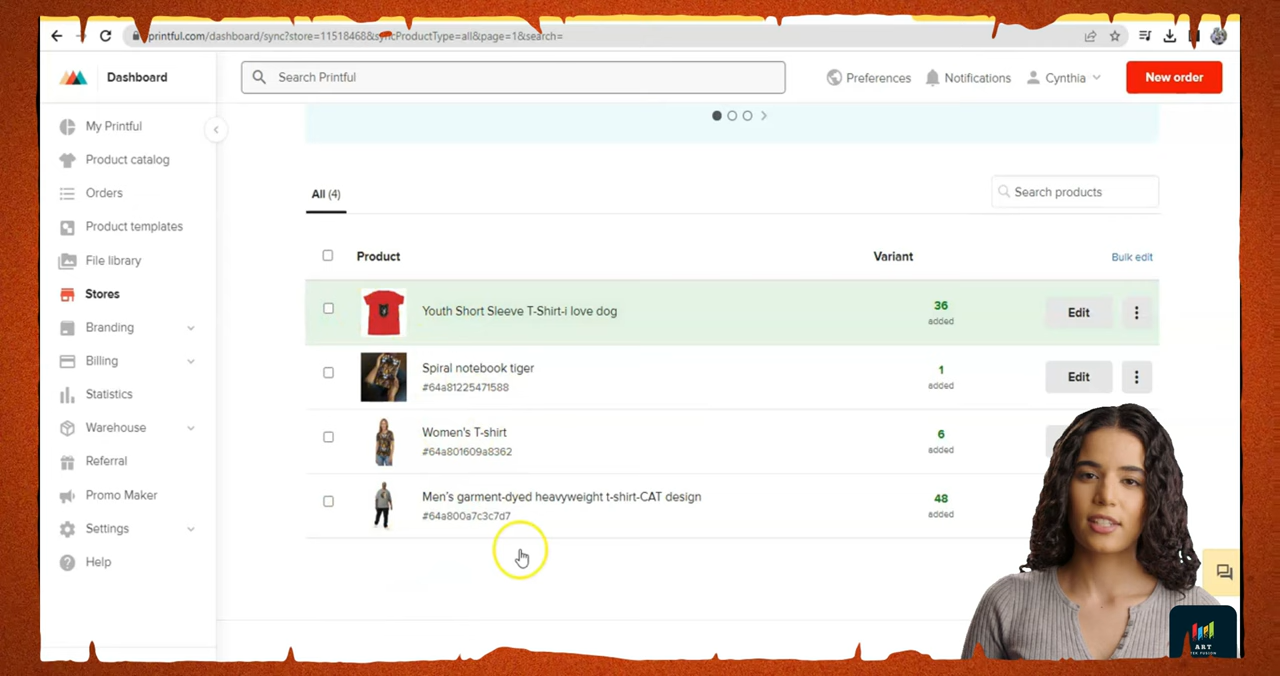 printful.com/dashboard/sync?store=11518468&syncProductType=all&page=1&search=
Dashboard
Search Printful
Preferences
Notifications
Cynthia
New order
My Printful
Product catalog
Orders
Product templates
File library
Stores
Branding
Billing
Statistics
Warehouse
Referral
Promo Maker
Settings
Help
All (4)
Search products
Product
Variant
Bulk edit
Youth Short Sleeve T-Shirt-i love dog
36
added
Edit
Spiral notebook tiger
#64a81225471588
1
added
Edit
Women's T-shirt
#64a801609a8362
6
added
Men's garment-dyed heavyweight t-shirt-CAT design
#64a800a7c3c7d7
48
added
ART